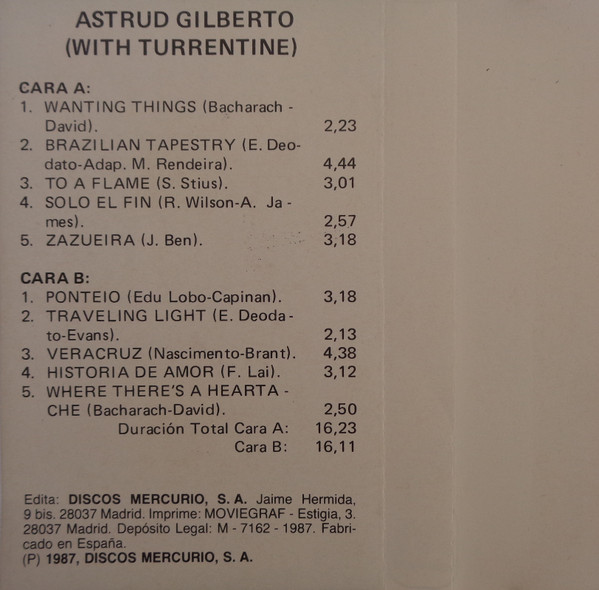 ASTRUD GILBERTO
(WITH TURRENTINE)
CARA A:
1. WANTING THINGS (Bacharach -
David). 2,23
2. BRAZILIAN TAPESTRY (E. Deo-
dato-Adap. M. Rendeira). 4,44
3. TO A FLAME (S. Stius). 3,01
4. SOLO EL FIN (R. Wilson-A. Ja-
mes). 2,57
5. ZAZUEIRA (J. Ben). 3,18
CARA B:
1. PONTEIO (Edu Lobo-Capinan). 3,18
2. TRAVELING LIGHT (E. Deoda-
to-Evans). 2,13
3. VERACRUZ (Nascimento-Brant). 4,38
4. HISTORIA DE AMOR (F. Lai). 3,12
5. WHERE THERE'S A HEARTA-
CHE (Bacharach-David). 2,50
Duración Total Cara A: 16,23
Cara B: 16,11
Edita: DISCOS MERCURIO, S. A. Jaime Hermida,
9 bis. 28037 Madrid. Imprime: MOVIEGRAF - Estigia, 3.
28037 Madrid. Depósito Legal: M - 7162 - 1987. Fabri-
cado en España.
(P) 1987, DISCOS MERCURIO, S. A.